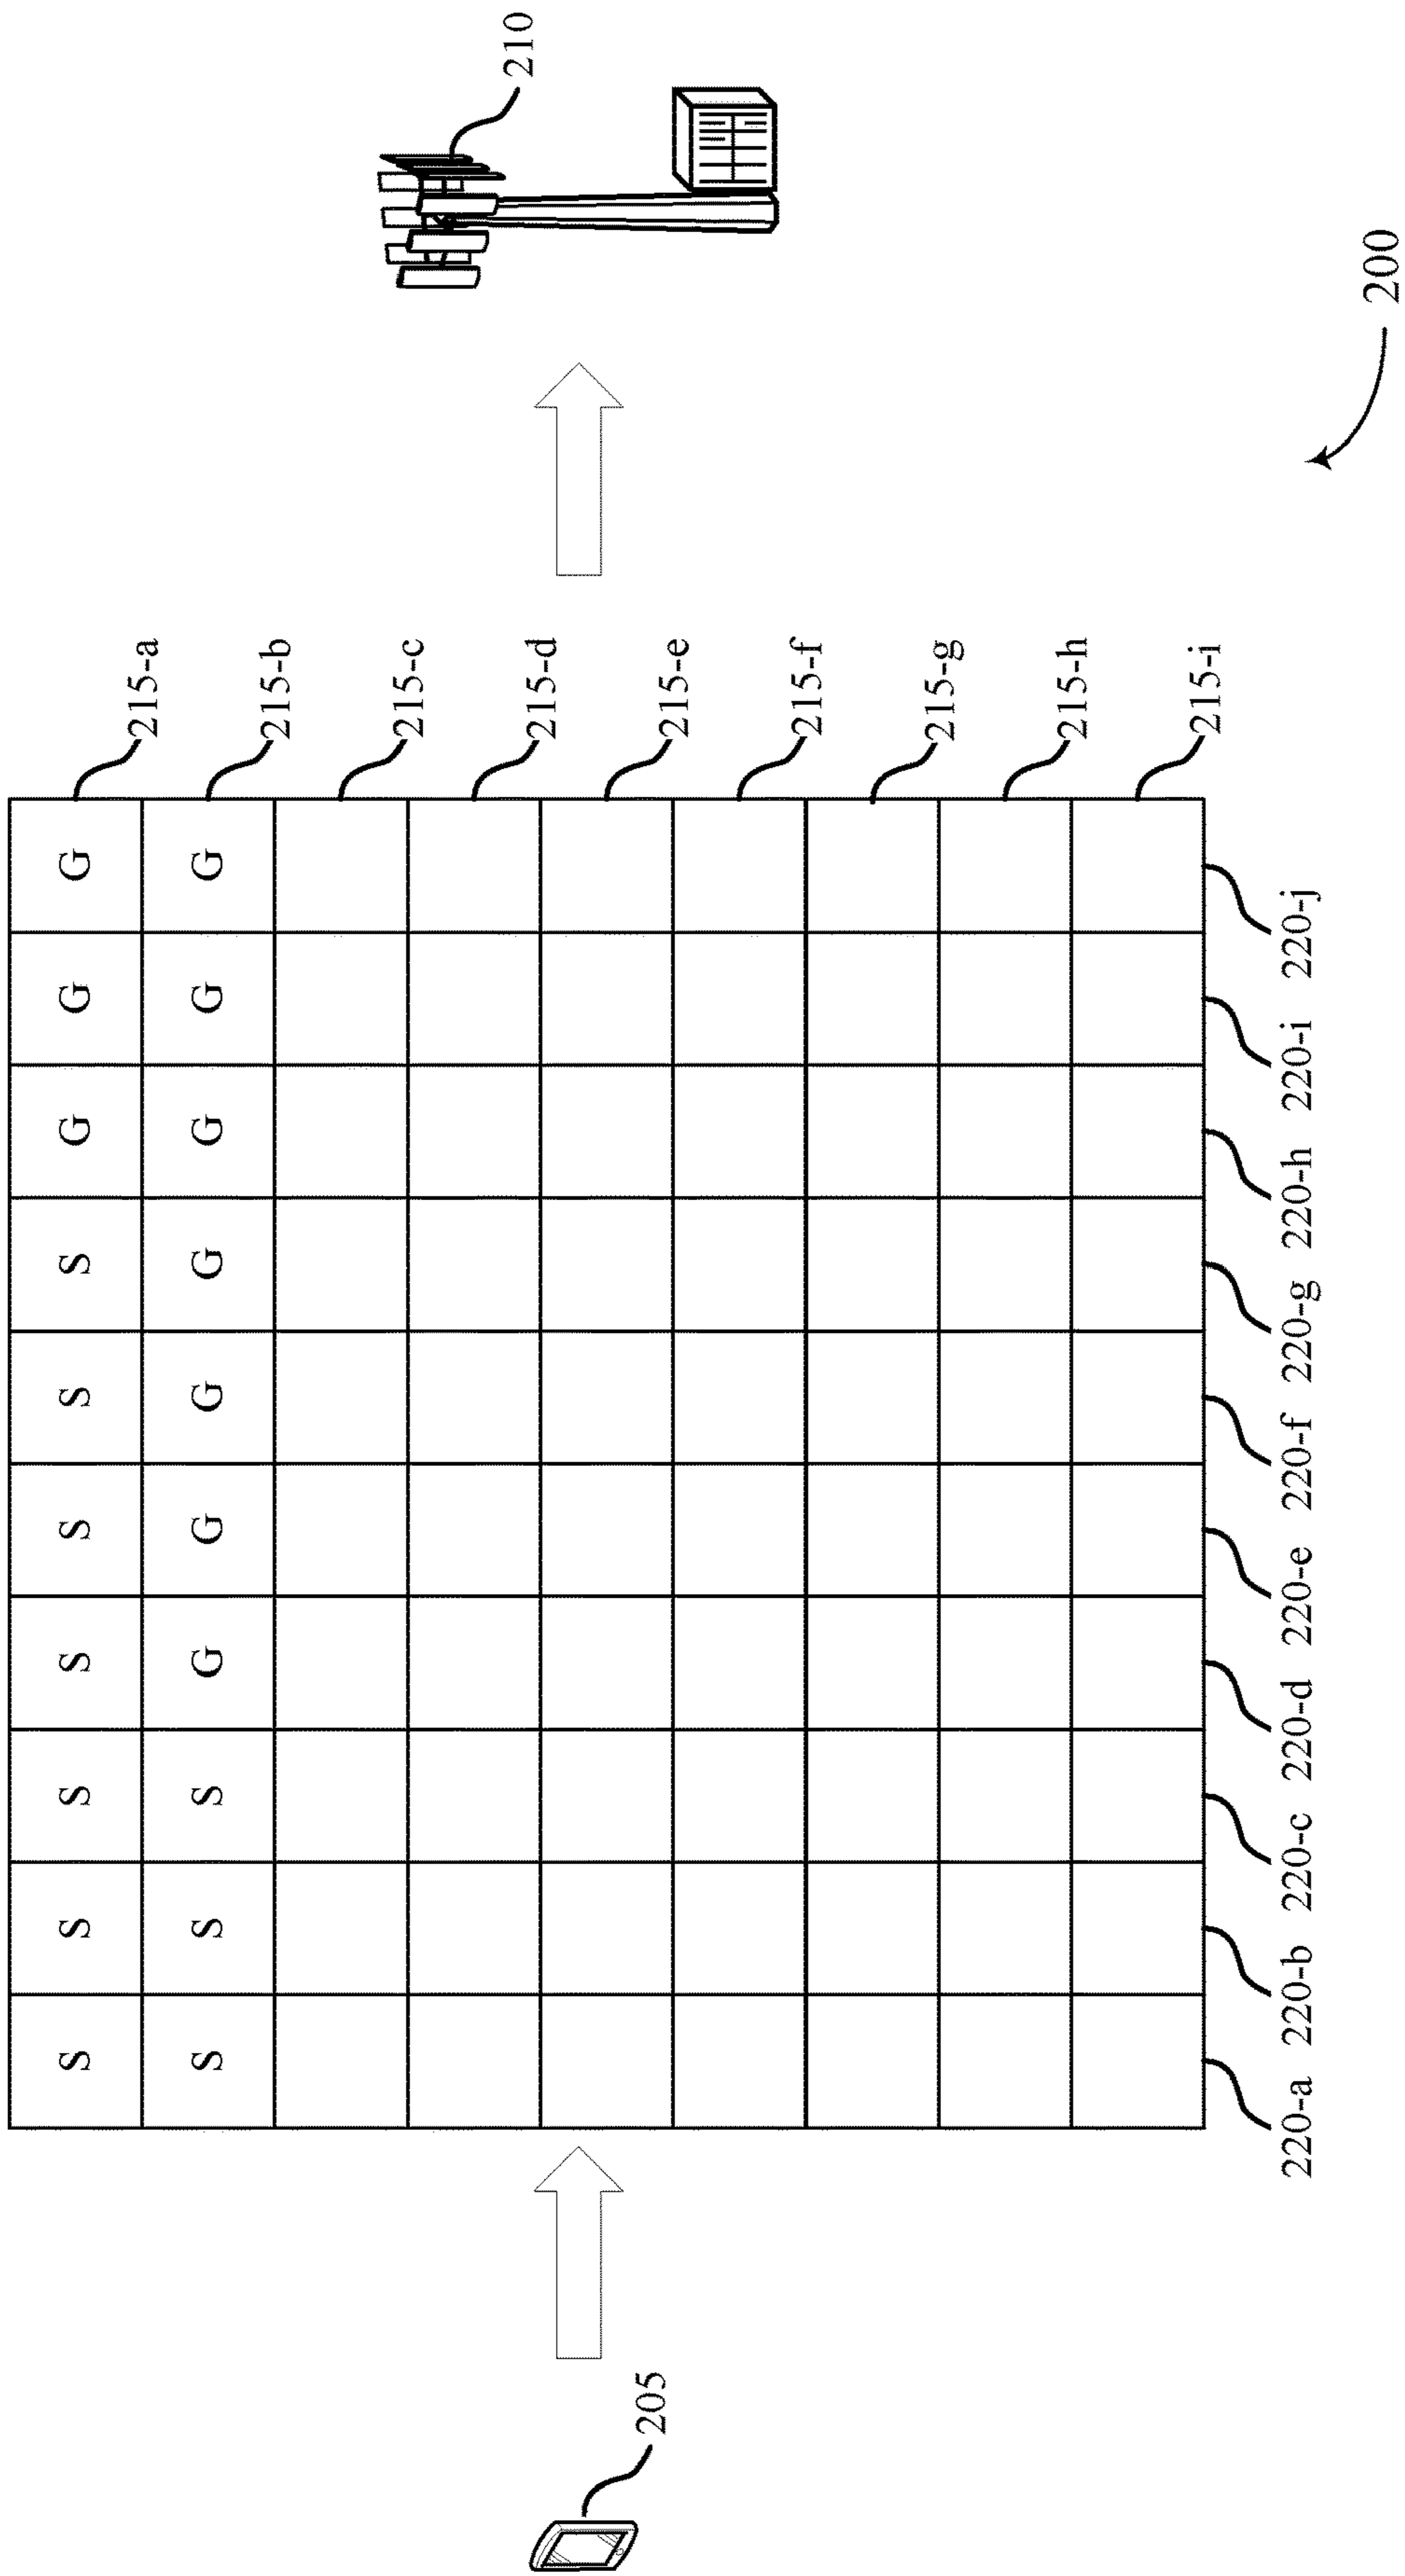 S S S S S S S G G G
215-a
S S S G G G G G G G
215-b
215-c
210
215-d
205
215-e
215-f
215-g
215-h
215-i
220-a 220-b 220-c 220-d 220-e 220-f 220-g 220-h 220-i 220-j
200